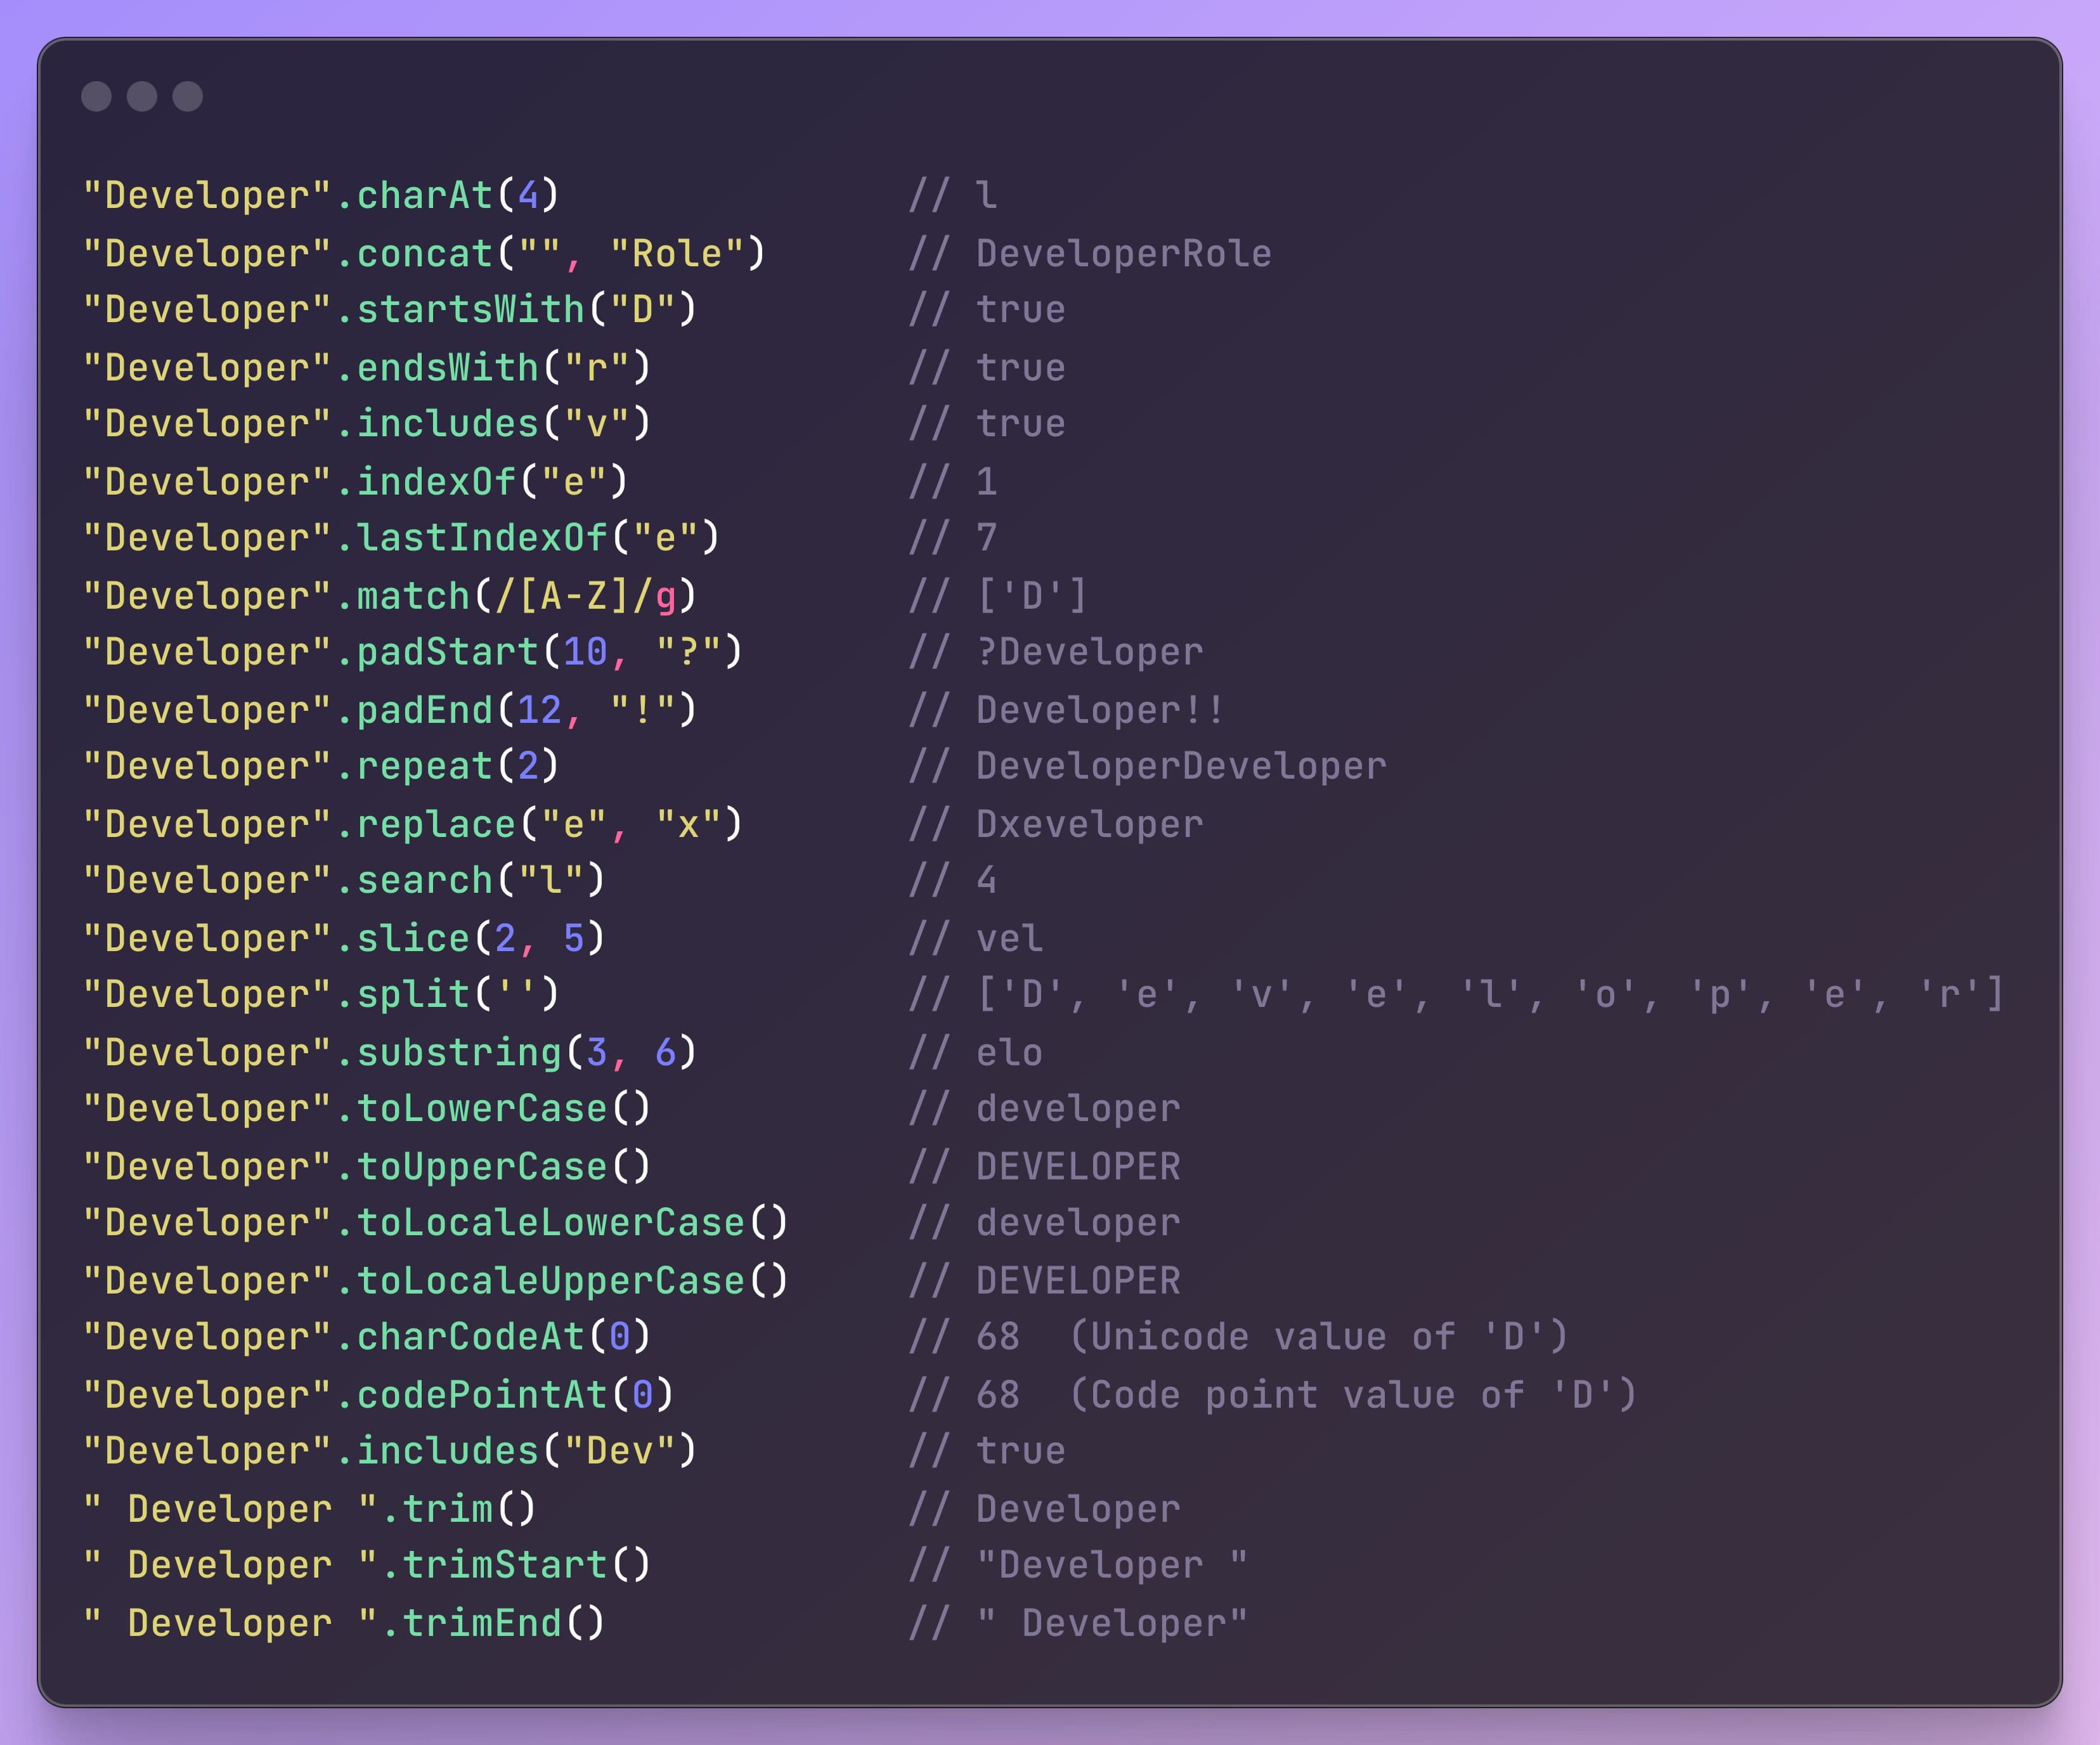 "Developer".charAt(4) // l
"Developer".concat("", "Role") // DeveloperRole
"Developer".startsWith("D") // true
"Developer".endsWith("r") // true
"Developer".includes("v") // true
"Developer".indexOf("e") // 1
"Developer".lastIndexOf("e") // 7
"Developer".match(/[A-Z]/g) // ['D']
"Developer".padStart(10, "?") // ?Developer
"Developer".padEnd(12, "!") // Developer!!
"Developer".repeat(2) // DeveloperDeveloper
"Developer".replace("e", "x") // Dxeveloper
"Developer".search("l") // 4
"Developer".slice(2, 5) // vel
"Developer".split('') // ['D', 'e', 'v', 'e', 'l', 'o', 'p', 'e', 'r']
"Developer".substring(3, 6) // elo
"Developer".toLowerCase() // developer
"Developer".toUpperCase() // DEVELOPER
"Developer".toLocaleLowerCase() // developer
"Developer".toLocaleUpperCase() // DEVELOPER
"Developer".charCodeAt(0) // 68  (Unicode value of 'D')
"Developer".codePointAt(0) // 68  (Code point value of 'D')
"Developer".includes("Dev") // true
" Developer ".trim() // Developer
" Developer ".trimStart() // "Developer "
" Developer ".trimEnd() // " Developer"